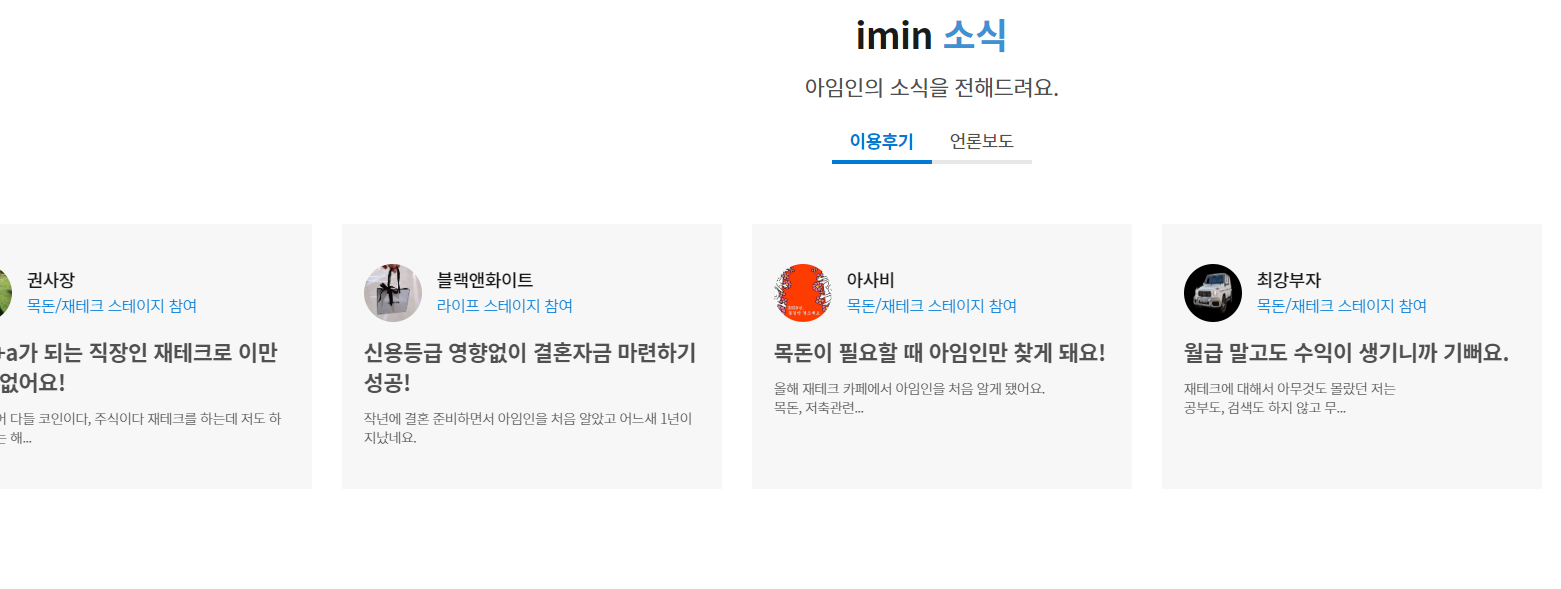 imin 소식
아임인의 소식을 전해드려요.
이용후기 언론보도
권사장
목돈/재테크 스테이지 참여
+a가 되는 직장인 재테크로 이만
없어요!
다들 코인이다, 주식이다 재테크를 하는데 저도 하
는 해...
블랙앤화이트
라이프 스테이지 참여
신용등급 영향없이 결혼자금 마련하기
성공!
작년에 결혼 준비하면서 아임인을 처음 알았고 어느새 1년이
지났네요.
아사비
목돈/재테크 스테이지 참여
목돈이 필요할 때 아임인만 찾게 돼요!
올해 재테크 카페에서 아임인을 처음 알게 됐어요.
목돈, 저축관련...
최강부자
목돈/재테크 스테이지 참여
월급 말고도 수익이 생기니까 기뻐요.
재테크에 대해서 아무것도 몰랐던 저는
공부도, 검색도 하지 않고 무...